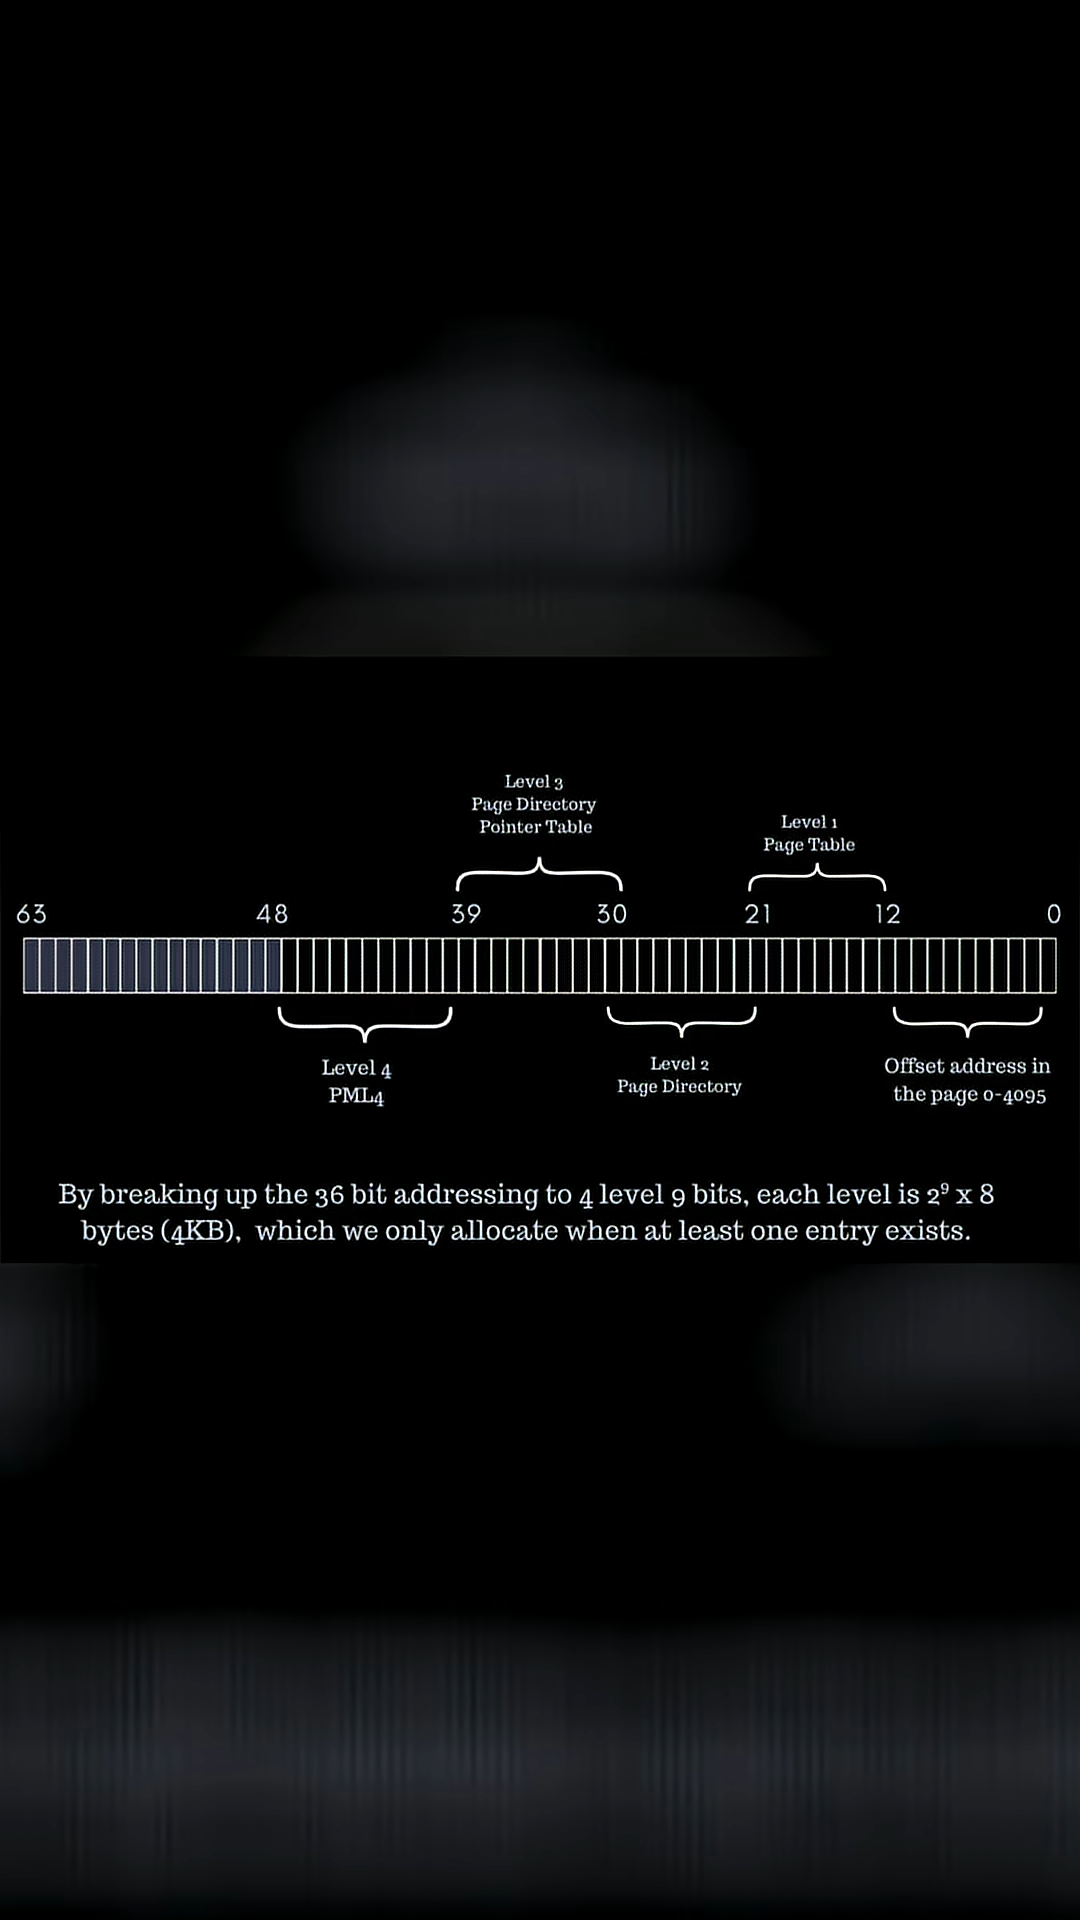 Level 3
Page Directory
Pointer Table
Level 1
Page Table
63 48 39 30 21 12 0
Level 4
PML4
Level 2
Page Directory
Offset address in
the page 0-4095
By breaking up the 36 bit addressing to 4 level 9 bits, each level is 2⁹ x 8
bytes (4KB), which we only allocate when at least one entry exists.